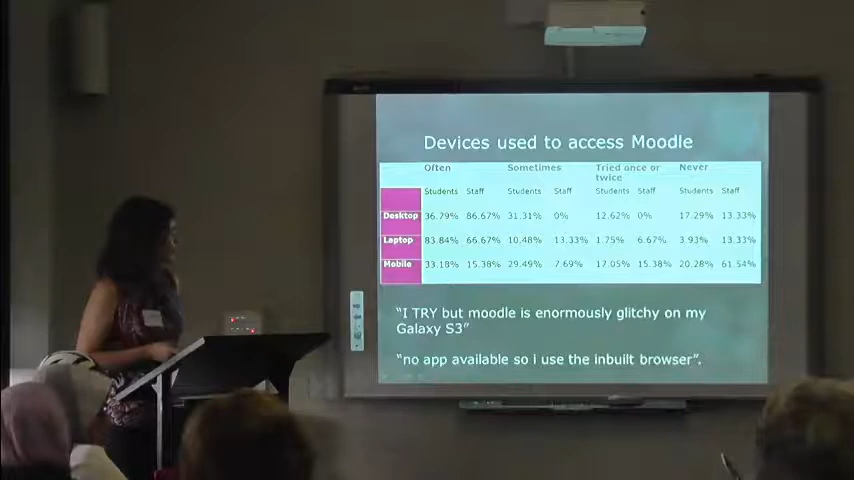 Devices used to access Moodle
Often Sometimes Tried once or twice Never
Students Staff Students Staff Students Staff Students Staff
Desktop 36.79% 86.67% 31.31% 0% 12.62% 0% 17.29% 13.33%
Laptop 83.84% 66.67% 10.48% 13.33% 1.75% 6.67% 3.93% 13.33%
Mobile 33.18% 15.38% 29.49% 7.69% 17.05% 15.38% 20.28% 61.54%
"I TRY but moodle is enormously glitchy on my
Galaxy S3"
"no app available so i use the inbuilt browser".